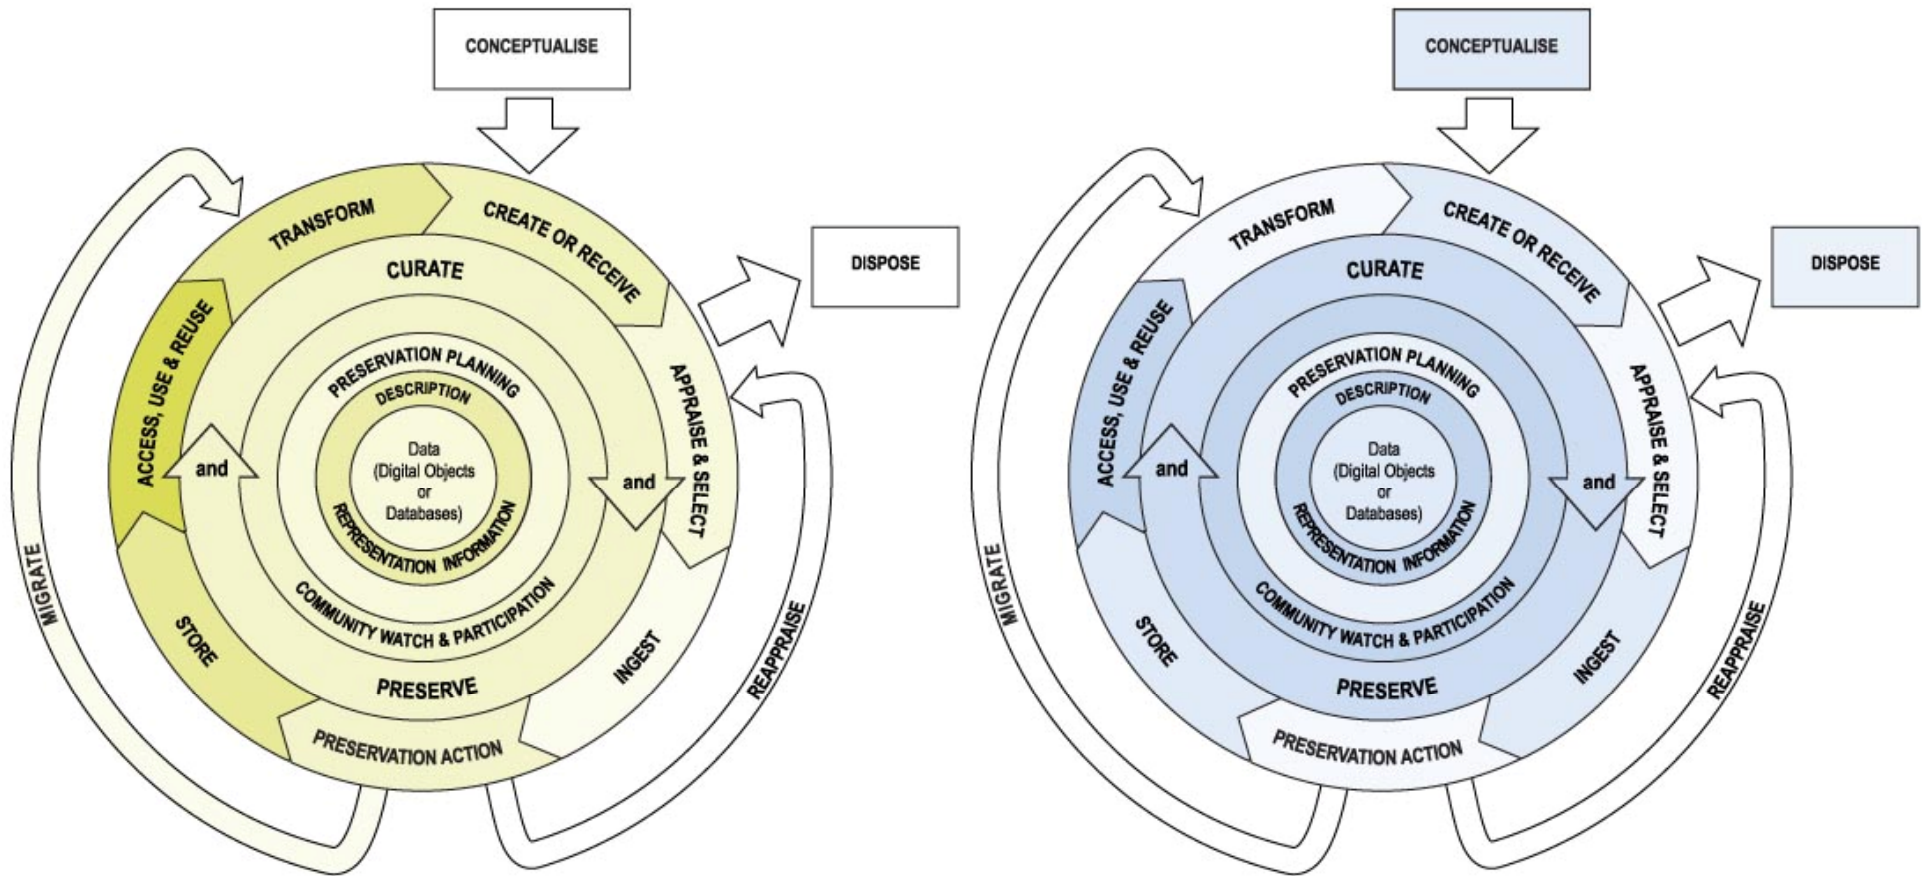 CONCEPTUALISE
TRANSFORM
CREATE OR RECEIVE
DISPOSE
CURATE
ACCESS, USE & REUSE
APPRAISE & SELECT
PRESERVATION PLANNING
DESCRIPTION
and
Data
(Digital Objects
or
Databases)
and
REPRESENTATION INFORMATION
COMMUNITY WATCH & PARTICIPATION
MIGRATE
STORE
INGEST
REAPPRAISE
PRESERVE
PRESERVATION ACTION
CONCEPTUALISE
TRANSFORM
CREATE OR RECEIVE
DISPOSE
CURATE
ACCESS, USE & REUSE
APPRAISE & SELECT
PRESERVATION PLANNING
DESCRIPTION
and
Data
(Digital Objects
or
Databases)
and
REPRESENTATION INFORMATION
COMMUNITY WATCH & PARTICIPATION
MIGRATE
STORE
INGEST
REAPPRAISE
PRESERVE
PRESERVATION ACTION